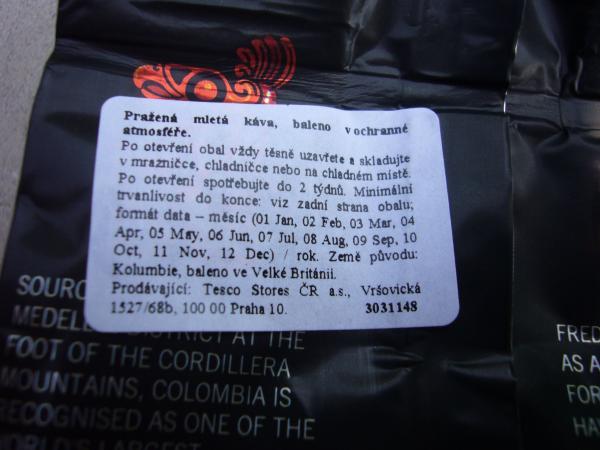 Pražená mletá káva, baleno v ochranné
atmosféře.
Po otevření obal vždy těsně uzavřete a skladujte
v mrazničce, chladničce nebo na chladném místě.
Po otevření spotřebujte do 2 týdnů. Minimální
trvanlivost do konce: viz zadní strana obalu;
formát data – měsíc (01 Jan, 02 Feb, 03 Mar, 04
Apr, 05 May, 06 Jun, 07 Jul, 08 Aug, 09 Sep, 10
Oct, 11 Nov, 12 Dec) / rok. Země původu:
Kolumbie, baleno ve Velké Británii.
Prodávající: Tesco Stores ČR a.s., Vršovická
1527/68b, 100 00 Praha 10. 3031148
MEDELL DISTRICT AT THE
FOOT OF THE CORDILLERA
MOUNTAINS, COLOMBIA IS
RECOGNISED AS ONE OF THE
WORLD'S LARGEST
FRED
AS A
FOR
HA